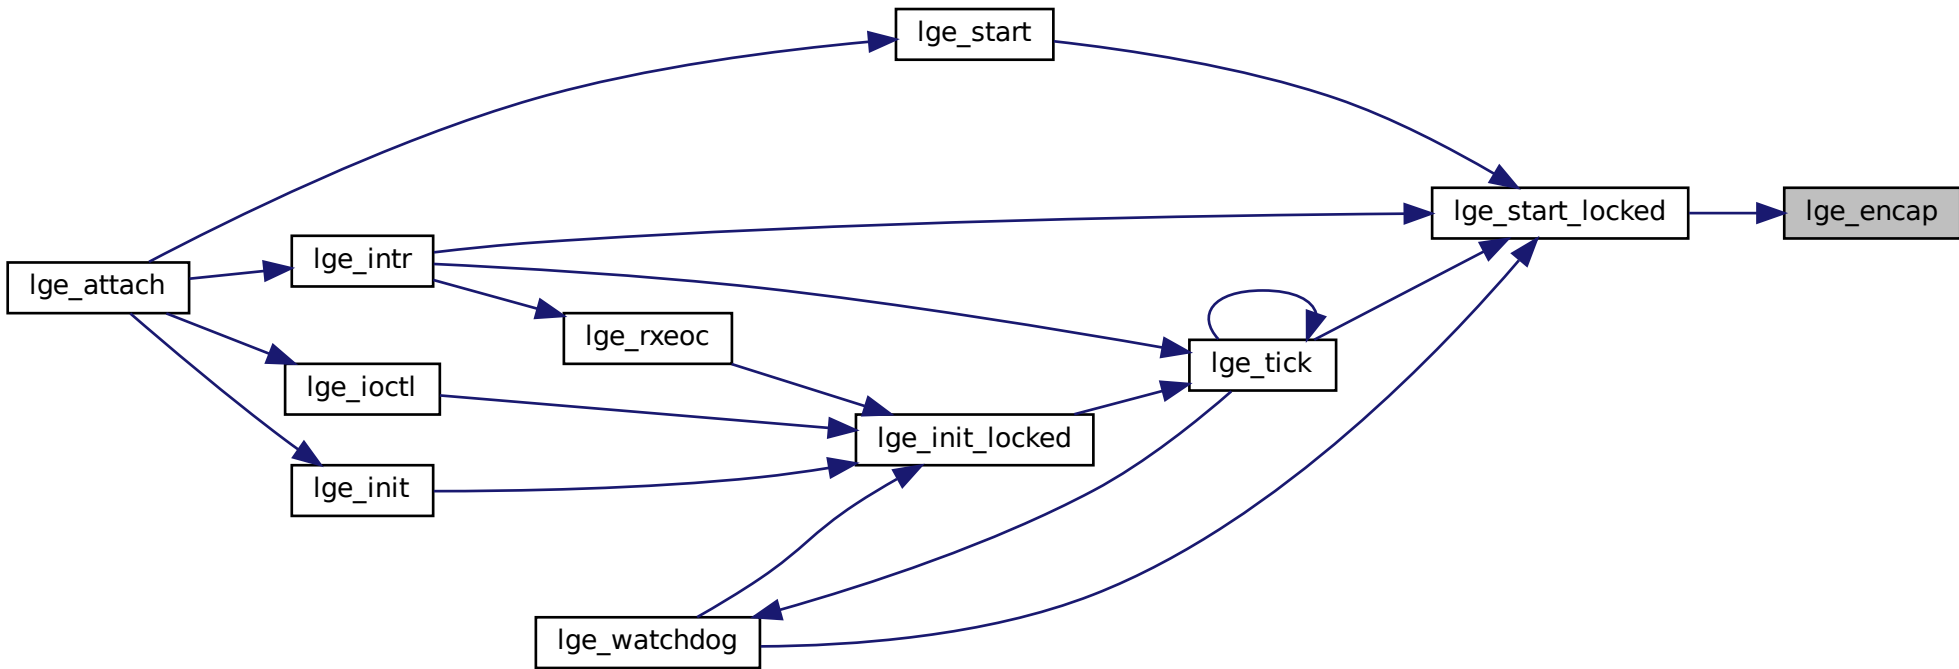 lge_start
lge_start_locked
lge_encap
lge_intr
lge_attach
lge_rxeoc
lge_tick
lge_ioctl
lge_init_locked
lge_init
lge_watchdog